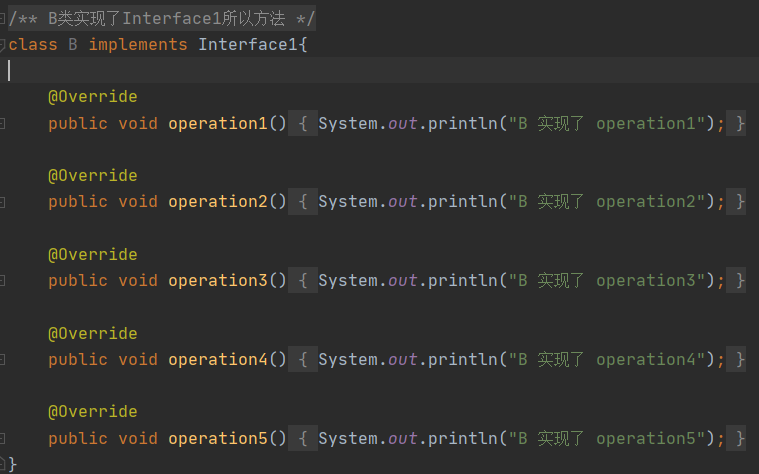 /** B类实现了Interface1所以方法 */
class B implements Interface1{
@Override
public void operation1() { System.out.println("B 实现了 operation1"); }
@Override
public void operation2() { System.out.println("B 实现了 operation2"); }
@Override
public void operation3() { System.out.println("B 实现了 operation3"); }
@Override
public void operation4() { System.out.println("B 实现了 operation4"); }
@Override
public void operation5() { System.out.println("B 实现了 operation5"); }
}